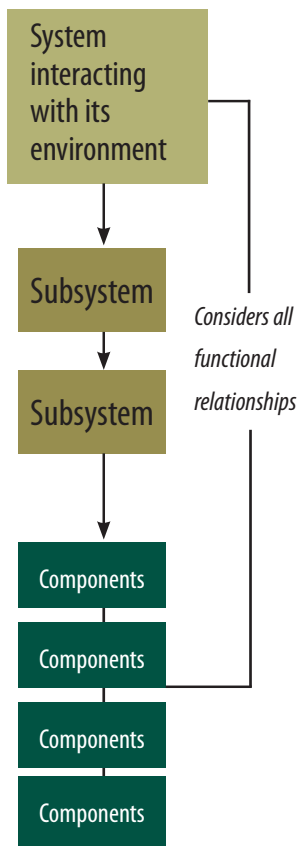 System
interacting
with its
environment
Subsystem
Considers all
functional
relationships
Subsystem
Components
Components
Components
Components